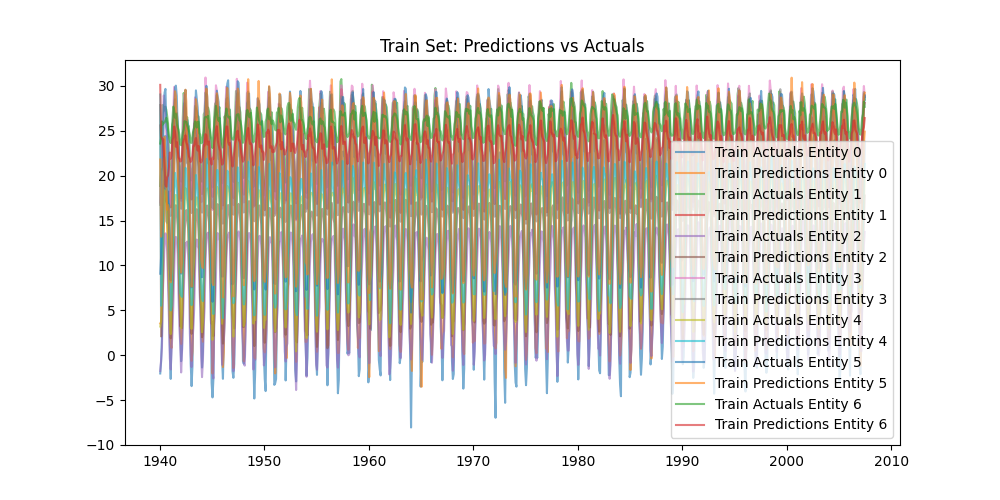 Train Set: Predictions vs Actuals
30
25
20
15
10
5
0
−5
−10
Train Actuals Entity 0
Train Predictions Entity 0
Train Actuals Entity 1
Train Predictions Entity 1
Train Actuals Entity 2
Train Predictions Entity 2
Train Actuals Entity 3
Train Predictions Entity 3
Train Actuals Entity 4
Train Predictions Entity 4
Train Actuals Entity 5
Train Predictions Entity 5
Train Actuals Entity 6
Train Predictions Entity 6
1940 1950 1960 1970 1980 1990 2000 2010